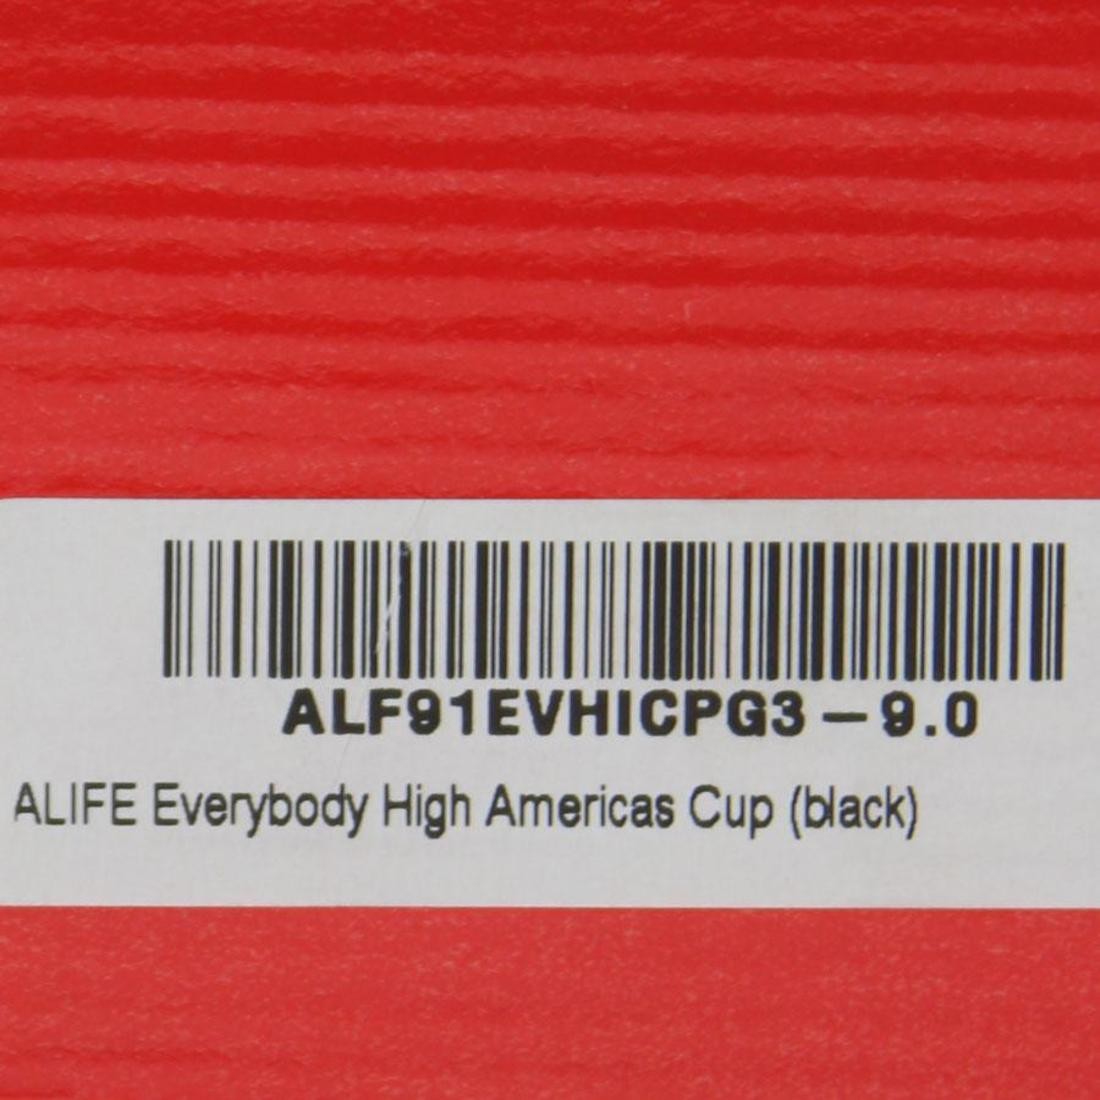 ALF91EVHICPG3 – 9.0
ALIFE Everybody High Americas Cup (black)